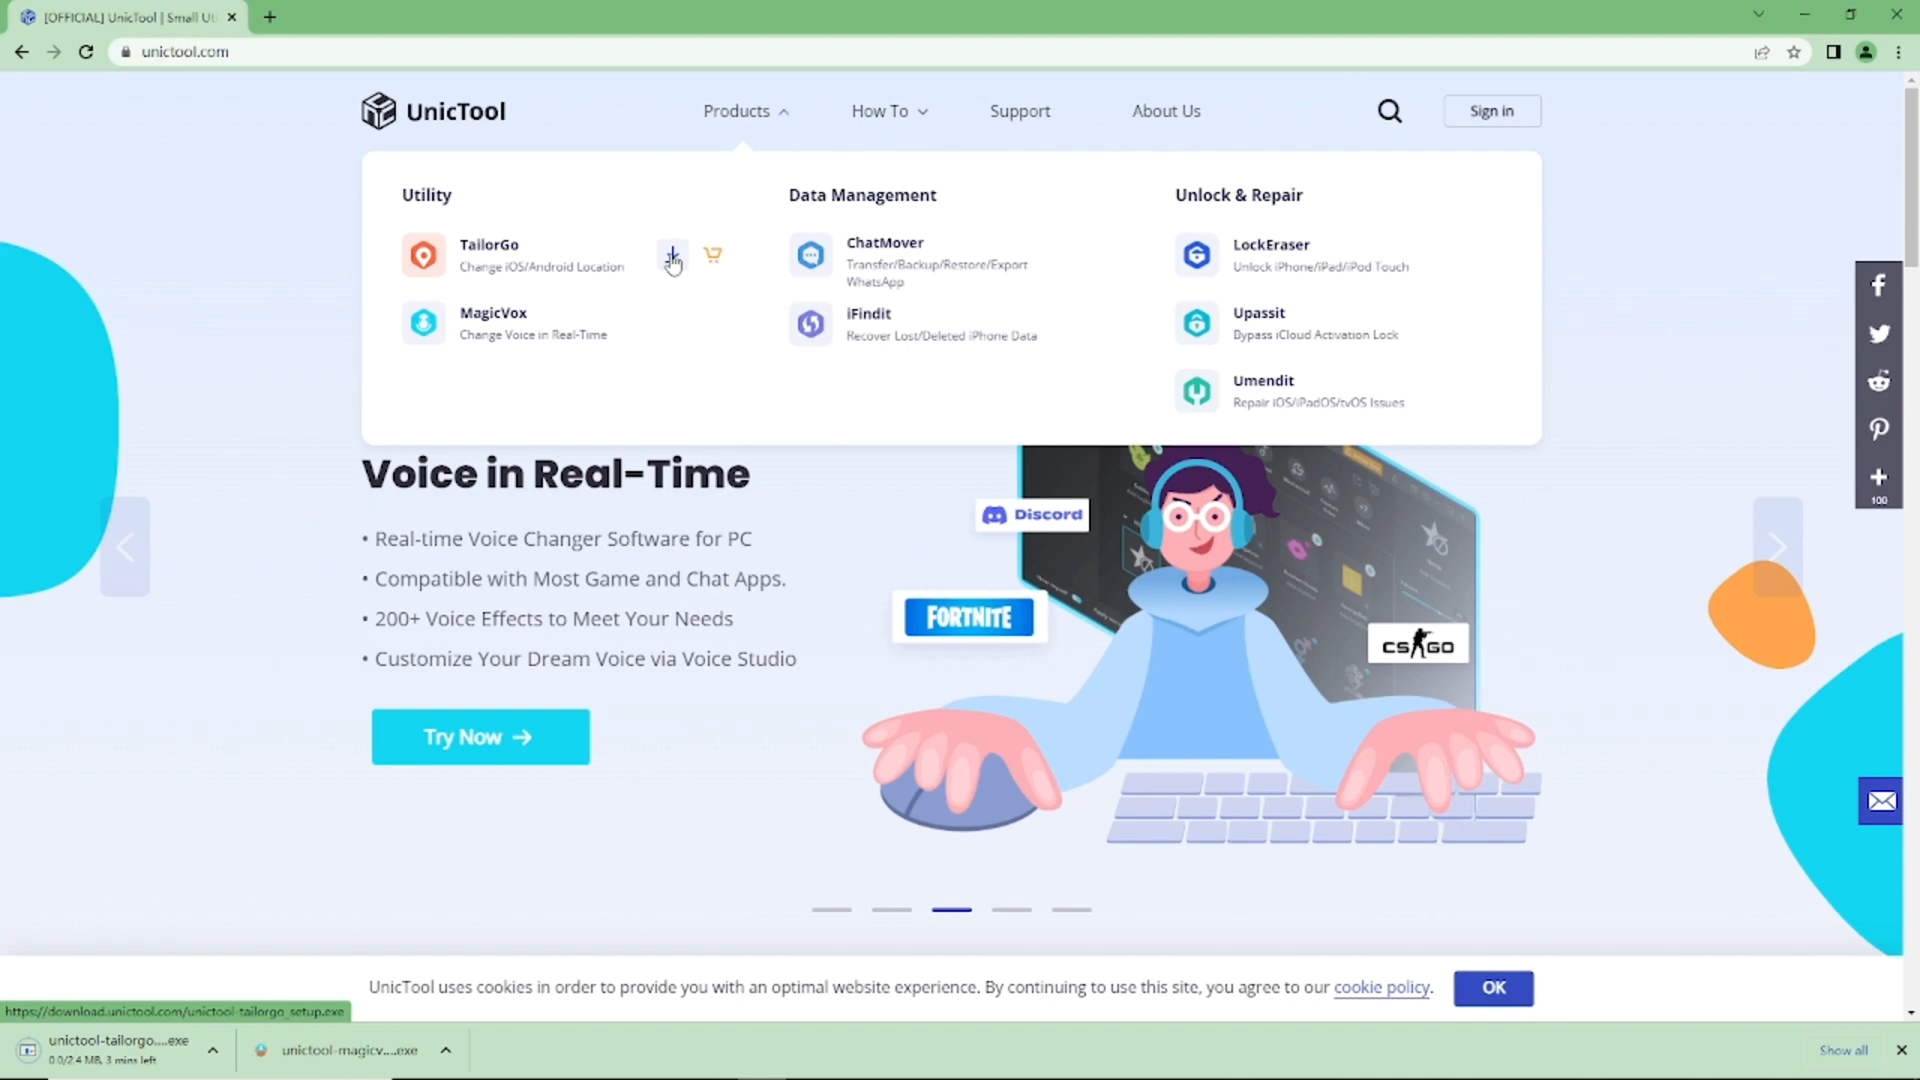 [OFFICIAL] UnicTool | Small Ut
unictool.com
UnicTool
Products
How To
Support
About Us
Sign in
Utility
TailorGo
Change iOS/Android Location
MagicVox
Change Voice in Real-Time
Data Management
ChatMover
Transfer/Backup/Restore/Export
WhatsApp
iFindit
Recover Lost/Deleted iPhone Data
Unlock & Repair
LockEraser
Unlock iPhone/iPad/iPod Touch
Upassit
Bypass iCloud Activation Lock
Umendit
Repair iOS/iPadOS/tvOS Issues
100
Voice in Real-Time
• Real-time Voice Changer Software for PC
• Compatible with Most Game and Chat Apps.
• 200+ Voice Effects to Meet Your Needs
• Customize Your Dream Voice via Voice Studio
Try Now →
Discord
FORTNITE
CS GO
UnicTool uses cookies in order to provide you with an optimal website experience. By continuing to use this site, you agree to our cookie policy.
OK
https://download.unictool.com/unictool-tailorgo_setup.exe
unictool-tailorgo....exe
0.0/2.4 MB, 3 mins left
unictool-magicv....exe
Show all